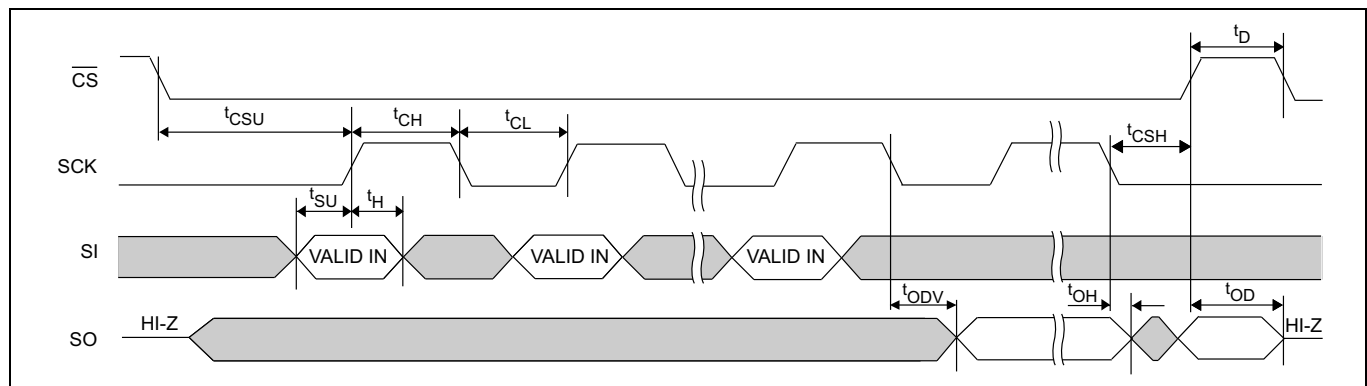 tD
CS
tCSU
tCH
tCL
tCSH
SCK
tSU
tH
SI
VALID IN
VALID IN
VALID IN
tODV
tOH
tOD
SO
HI-Z
HI-Z